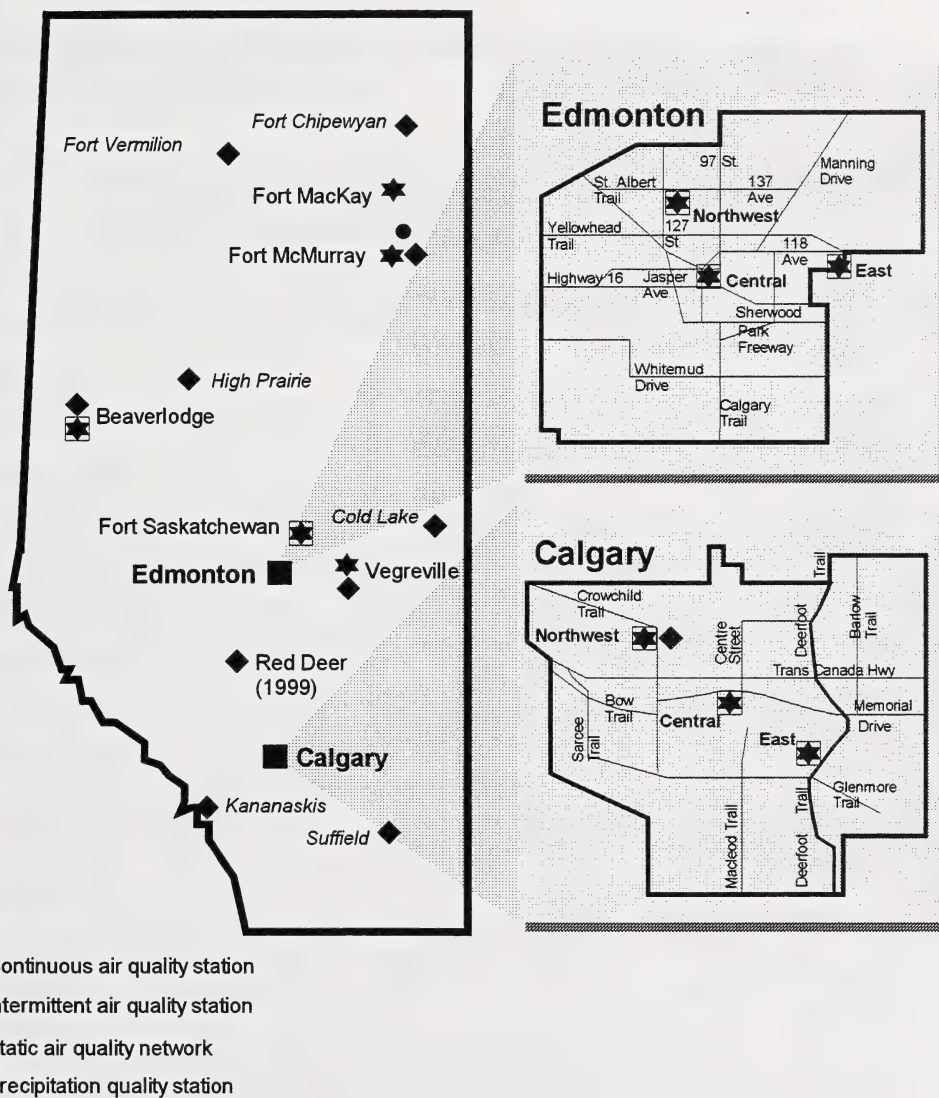 Fort Chipewyan
Fort Vermilion
Fort MacKay
Fort McMurray
High Prairie
Beaverlodge
Fort Saskatchewan
Cold Lake
Edmonton
Vegreville
Red Deer
(1999)
Calgary
Kananaskis
Suffield
Edmonton
97 St.
Manning
Drive
St. Albert
Trail
137
Ave
Northwest
Yellowhead
Trail
127
St
118
Ave
East
Highway 16
Jasper
Ave
Central
Sherwood
Park
Freeway
Whitemud
Drive
Calgary
Trail
Calgary
Crowchild
Trail
Northwest
Centre
Street
Deerfoot
Trail
Barlow
Trail
Trans Canada Hwy
Bow
Trail
Sarcee
Trail
Central
Memorial
Drive
East
Glenmore
Trail
Macleod Trail
Deerfoot
Trail
ontinuous air quality station
ntermittent air quality station
tatic air quality network
recipitation quality station